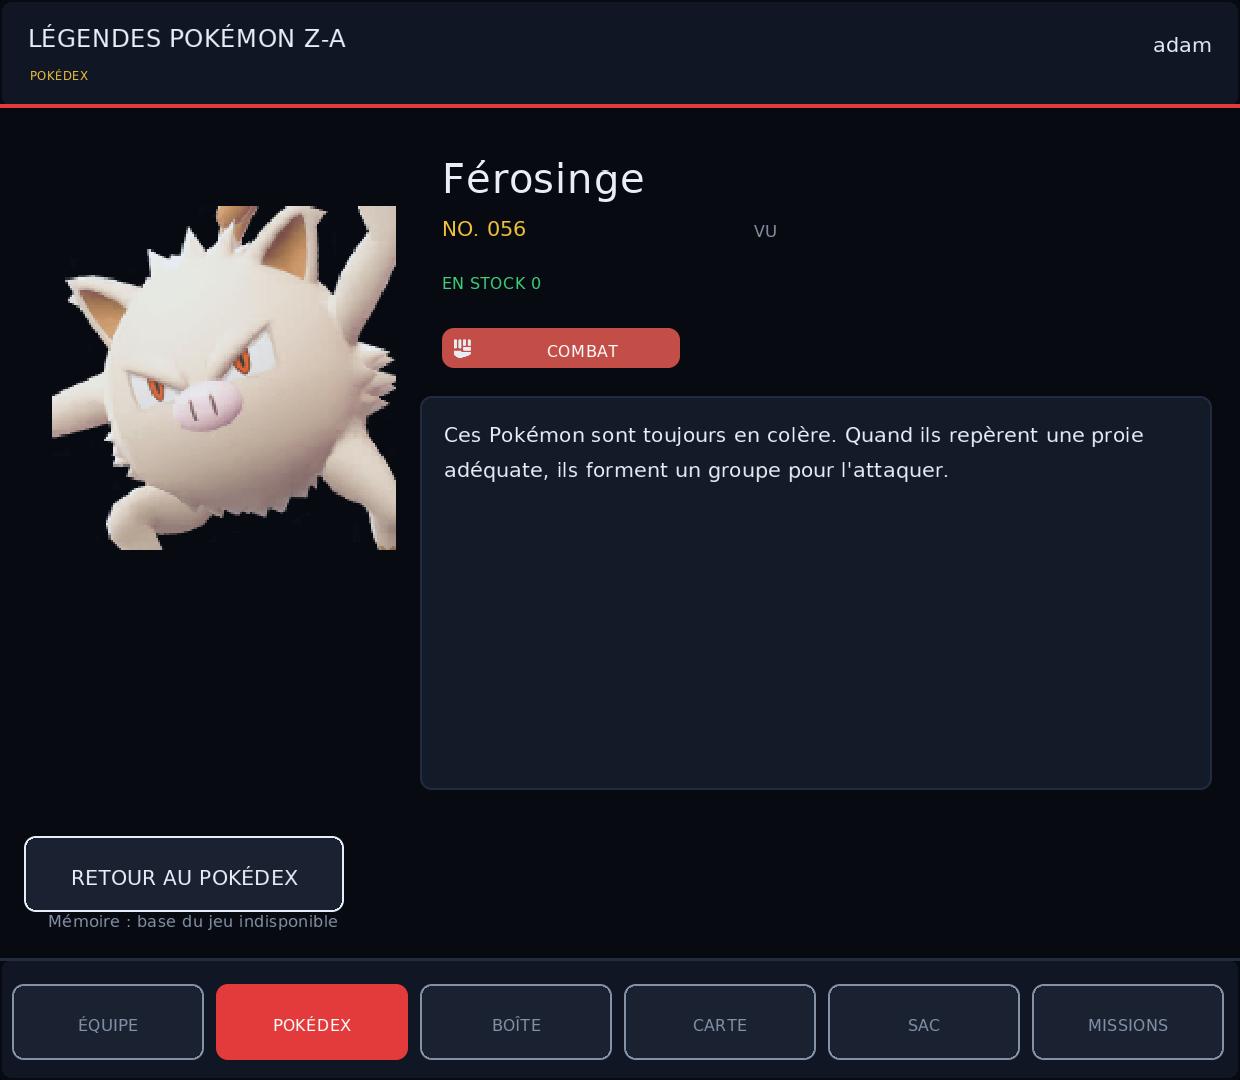 LÉGENDES POKÉMON Z-A
adam
POKÉDEX
Férosinge
NO. 056
VU
EN STOCK 0
COMBAT
Ces Pokémon sont toujours en colère. Quand ils repèrent une proie
adéquate, ils forment un groupe pour l'attaquer.
RETOUR AU POKÉDEX
Mémoire : base du jeu indisponible
ÉQUIPE
POKÉDEX
BOÎTE
CARTE
SAC
MISSIONS